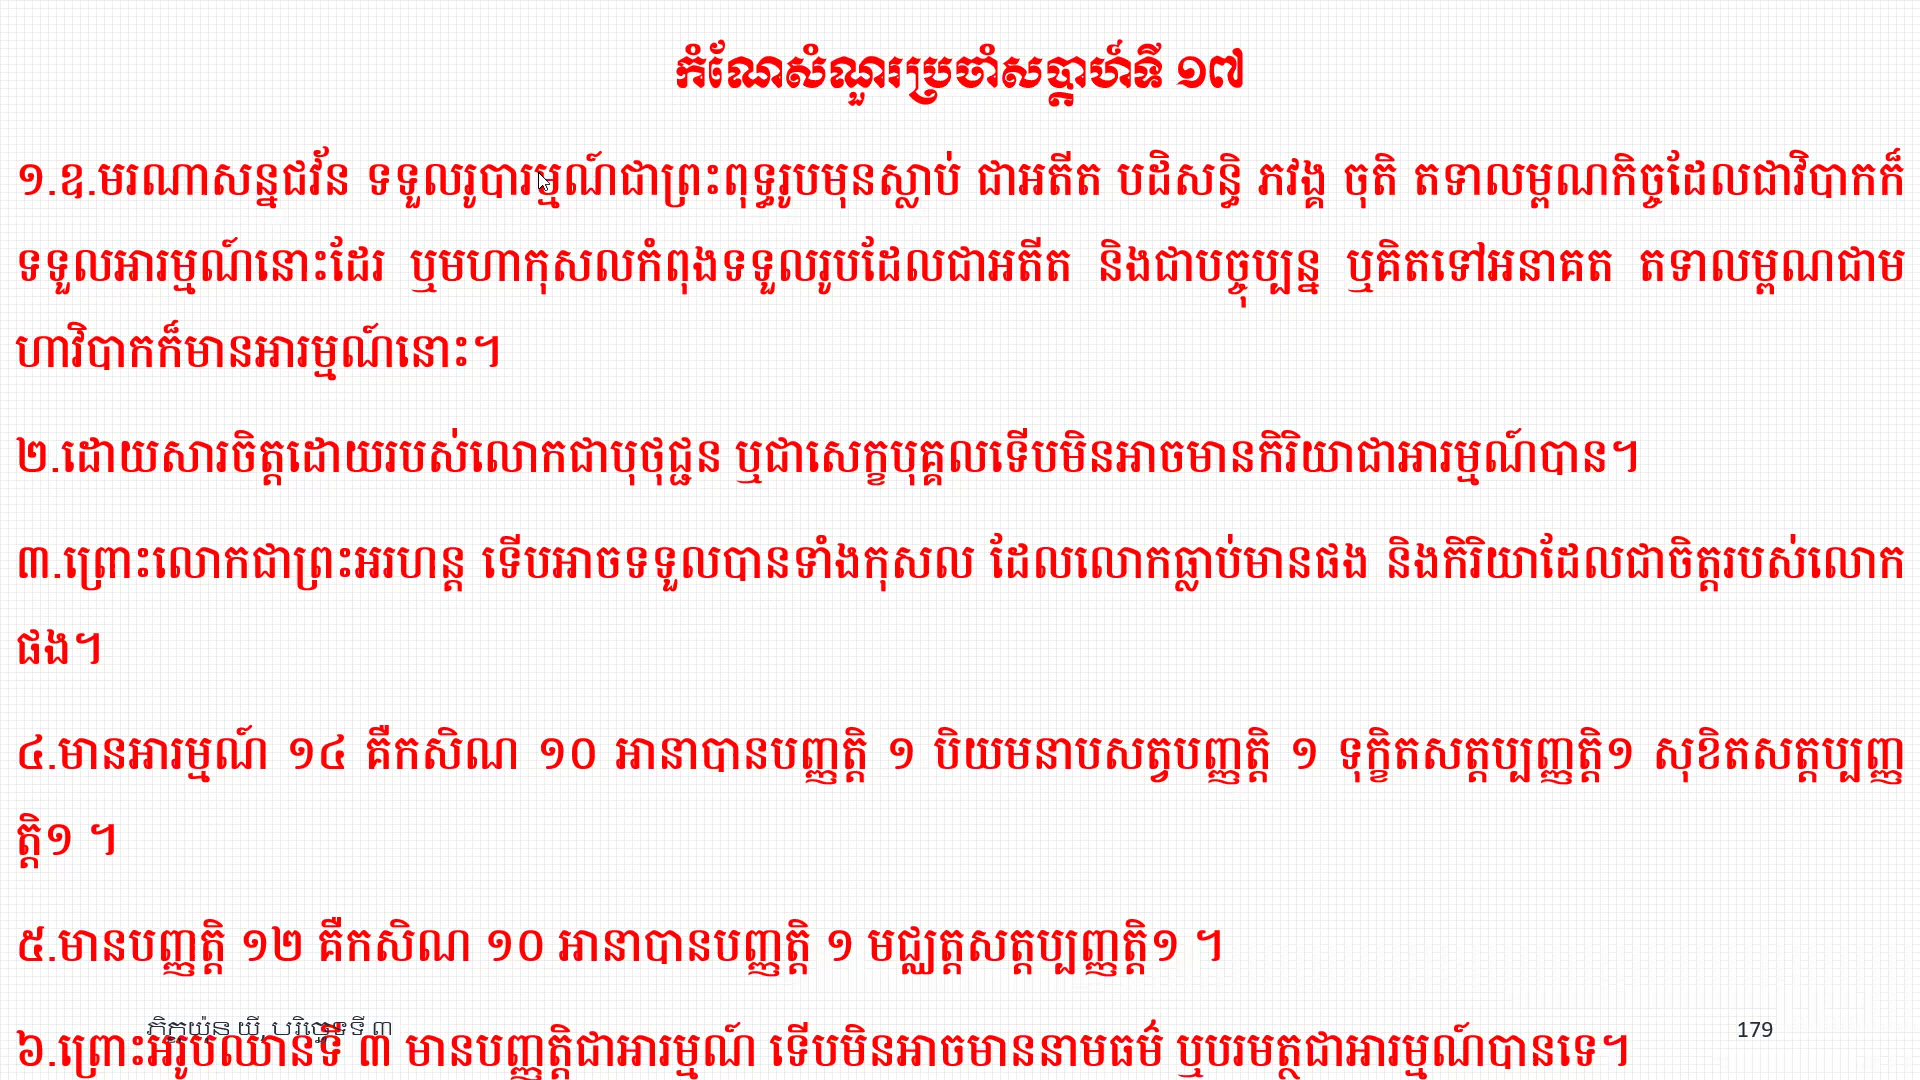 កំណែសំណួរប្រចាំសប្តាហ៍ទី ១៧
១.ឧ.មរណាសន្នជវ័ន ទទួលរូបារម្មណ៍ជាព្រះពុទ្ធរូបមុនស្លាប់ ជាអតីត បដិសន្ធិ ភវង្គ ចុតិ តទាលម្ពណកិច្ចដែលជាវិបាកក៏
ទទួលអារម្មណ៍នោះដែរ ឬមហាកុសលកំពុងទទួលរូបដែលជាអតីត និងជាបច្ចុប្បន្ន ឬគិតទៅអនាគត តទាលម្ពណជាម
ហាវិបាកក៏មានអារម្មណ៍នោះ។
២.ដោយសារចិត្តដោយរបស់លោកជាបុថុជ្ជន ឬជាសេក្ខបុគ្គលទើបមិនអាចមានកិរិយាជាអារម្មណ៍បាន។
៣.ព្រោះលោកជាព្រះអរហន្ត ទើបអាចទទួលបានទាំងកុសល ដែលលោកធ្លាប់មានផង និងកិរិយាដែលជាចិត្តរបស់លោក
ផង។
៤.មានអារម្មណ៍ ១៤ គឺកសិណ ១០ អានាបានបញ្ញត្តិ ១ បិយមនាបសត្វបញ្ញត្តិ ១ ទុក្ខិតសត្តប្បញ្ញត្តិ១ សុខិតសត្តប្បញ្ញ
ត្តិ១ ។
៥.មានបញ្ញត្តិ ១២ គឺកសិណ ១០ អានាបានបញ្ញត្តិ ១ មជ្ឈត្តសត្តប្បញ្ញត្តិ១ ។
ភិក្ខុយ៉ុន យី, បរិច្ឆេទទី ៣
179
៦.ព្រោះអរូបឈានទី ៣ មានបញ្ញត្តិជាអារម្មណ៍ ទើបមិនអាចមាននាមធម៌ ឬបរមត្ថជាអារម្មណ៍បានទេ។